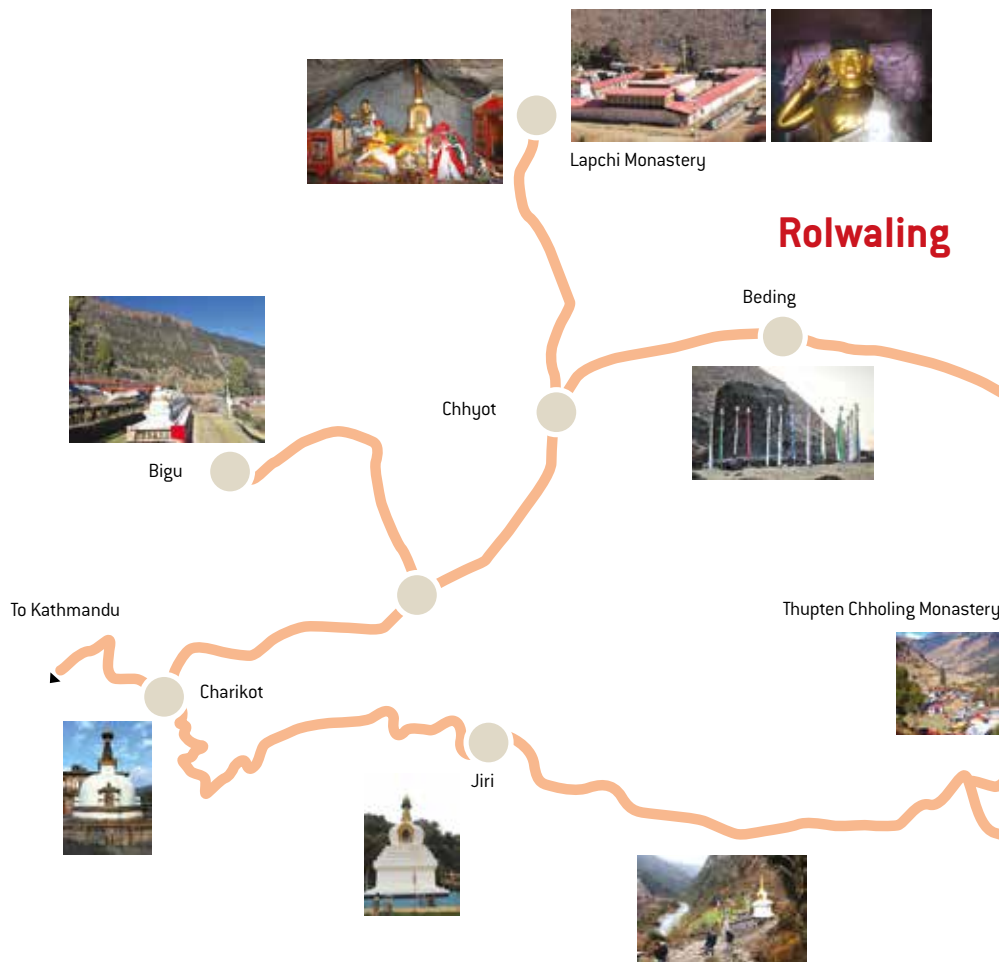 Lapchi Monastery
Rolwaling
Beding
Chhyot
Bigu
To Kathmandu
Thupten Chholing Monastery
Charikot
Jiri